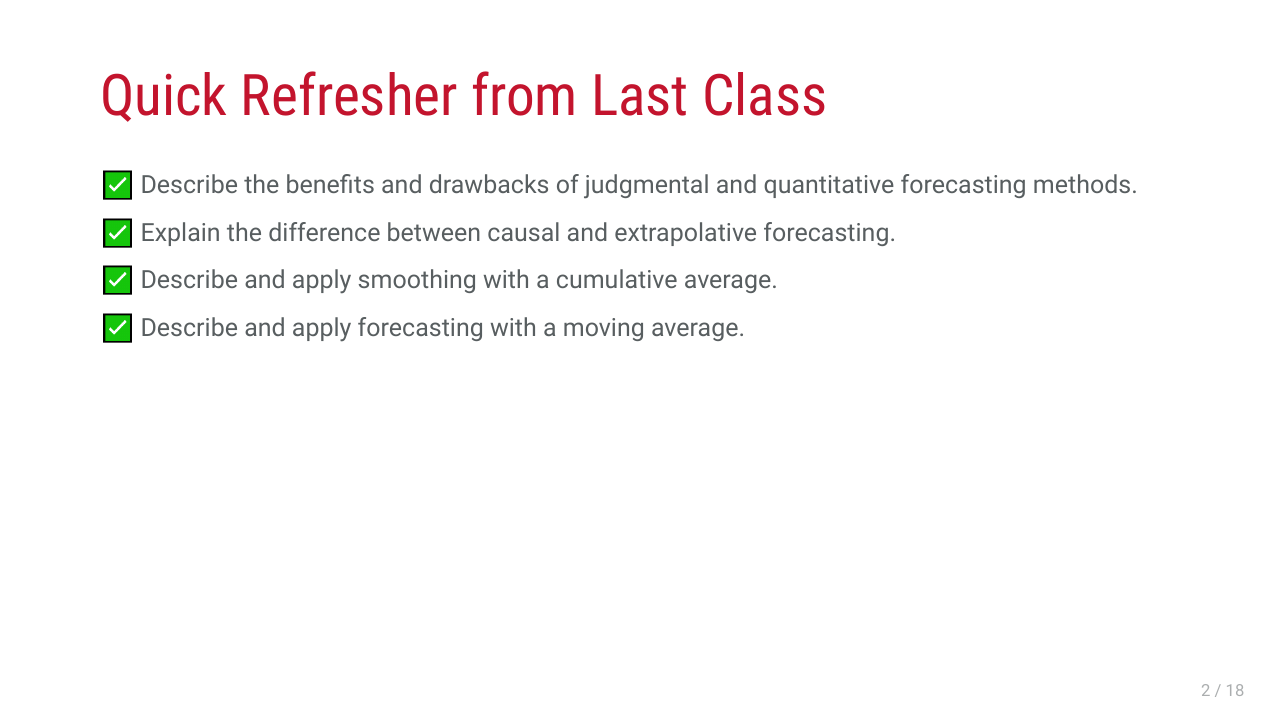 Quick Refresher from Last Class
✅ Describe the benefits and drawbacks of judgmental and quantitative forecasting methods.
✅ Explain the difference between causal and extrapolative forecasting.
✅ Describe and apply smoothing with a cumulative average.
✅ Describe and apply forecasting with a moving average.
2 / 18